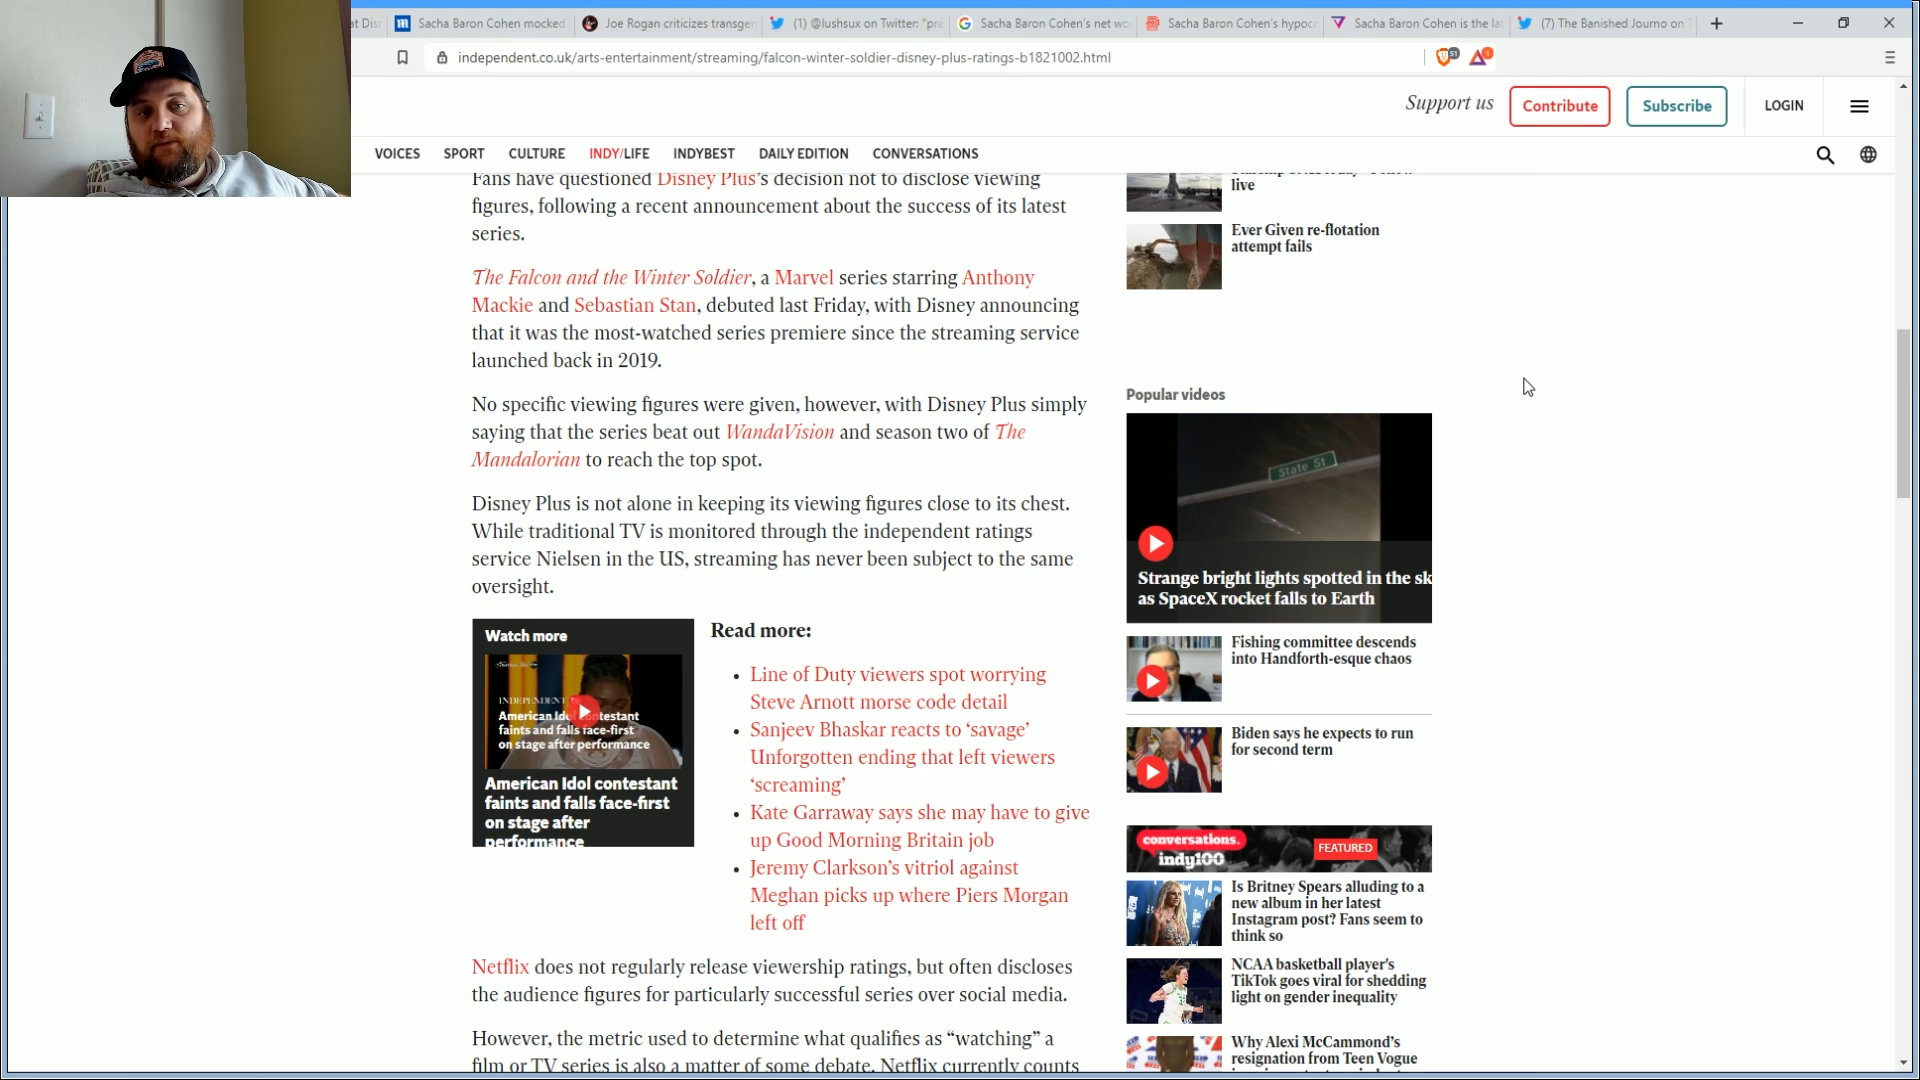 at Dis
Sacha Baron Cohen mocked
Joe Rogan criticizes transger
(1) @lushsux on Twitter: "pre
Sacha Baron Cohen's net wo
Sacha Baron Cohen's hypoc
Sacha Baron Cohen is the la
(7) The Banished Journo on T
independent.co.uk/arts-entertainment/streaming/falcon-winter-soldier-disney-plus-ratings-b1821002.html
Support us
Contribute
Subscribe
LOGIN
VOICES SPORT CULTURE INDY/LIFE INDYBEST DAILY EDITION CONVERSATIONS
Fans have questioned Disney Plus's decision not to disclose viewing
figures, following a recent announcement about the success of its latest
series.
The Falcon and the Winter Soldier, a Marvel series starring Anthony
Mackie and Sebastian Stan, debuted last Friday, with Disney announcing
that it was the most-watched series premiere since the streaming service
launched back in 2019.
No specific viewing figures were given, however, with Disney Plus simply
saying that the series beat out WandaVision and season two of The
Mandalorian to reach the top spot.
Disney Plus is not alone in keeping its viewing figures close to its chest.
While traditional TV is monitored through the independent ratings
service Nielsen in the US, streaming has never been subject to the same
oversight.
Watch more
INDEPENDENT
American Idol contestant
faints and falls face-first
on stage after performance
American Idol contestant
faints and falls face-first
on stage after
performance
Read more:
• Line of Duty viewers spot worrying
Steve Arnott morse code detail
• Sanjeev Bhaskar reacts to ‘savage’
Unforgotten ending that left viewers
‘screaming’
• Kate Garraway says she may have to give
up Good Morning Britain job
• Jeremy Clarkson’s vitriol against
Meghan picks up where Piers Morgan
left off
Netflix does not regularly release viewership ratings, but often discloses
the audience figures for particularly successful series over social media.
However, the metric used to determine what qualifies as “watching” a
film or TV series is also a matter of some debate. Netflix currently counts
live
Ever Given re-flotation
attempt fails
Popular videos
State St
Strange bright lights spotted in the sk
as SpaceX rocket falls to Earth
Fishing committee descends
into Handforth-esque chaos
Biden says he expects to run
for second term
conversations.
indy100
FEATURED
Is Britney Spears alluding to a
new album in her latest
Instagram post? Fans seem to
think so
NCAA basketball player’s
TikTok goes viral for shedding
light on gender inequality
Why Alexi McCammond’s
resignation from Teen Vogue